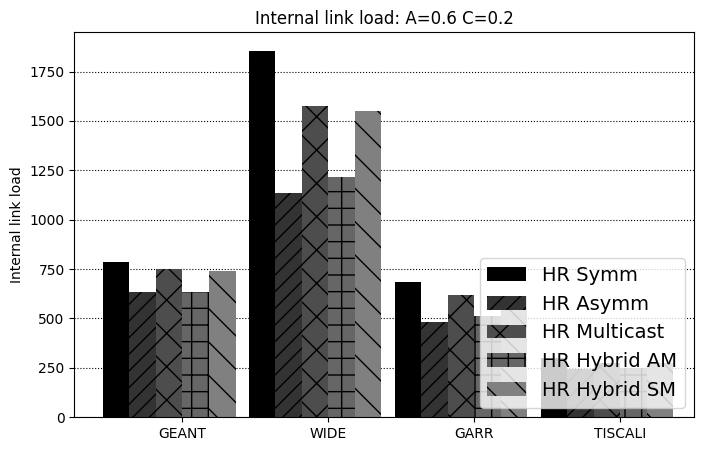 Internal link load: A=0.6 C=0.2
Internal link load
1750
1500
1250
1000
750
500
250
0
GEANT
WIDE
GARR
TISCALI
HR Symm
HR Asymm
HR Multicast
HR Hybrid AM
HR Hybrid SM